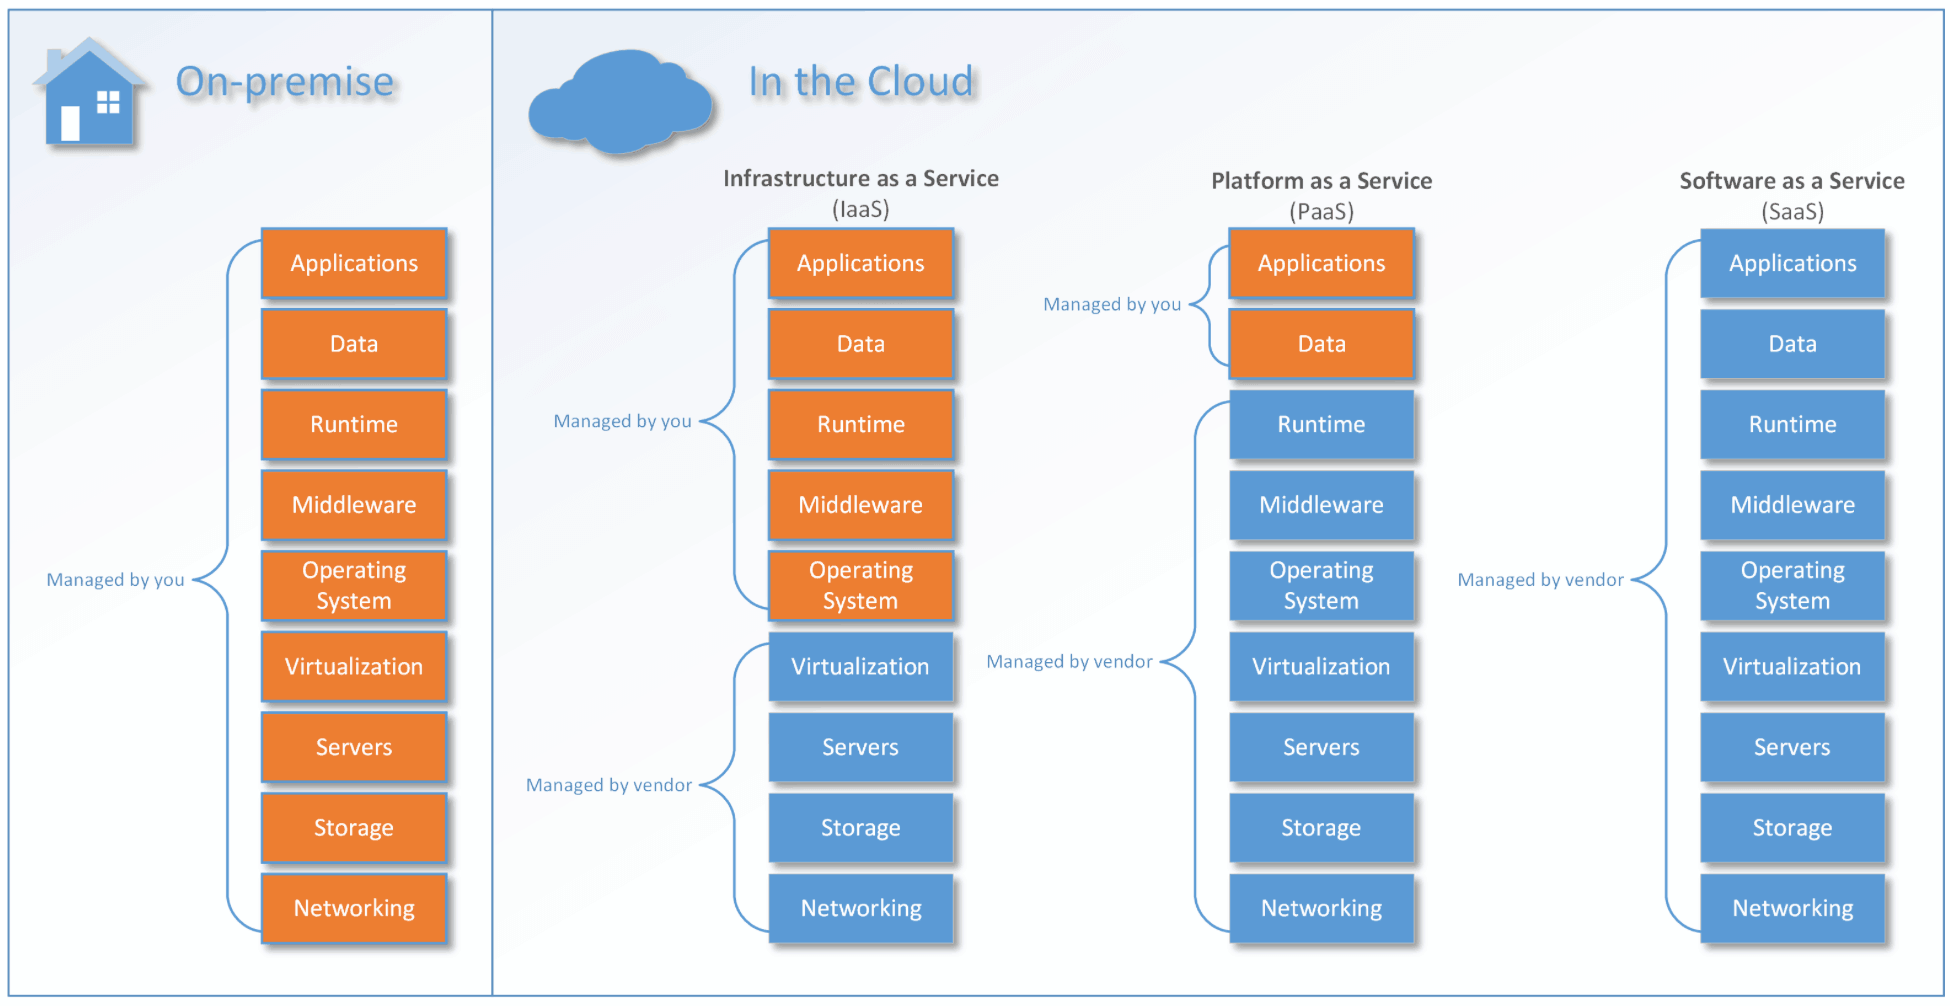 On-premise
Managed by you
Applications
Data
Runtime
Middleware
Operating
System
Virtualization
Servers
Storage
Networking
In the Cloud
Infrastructure as a Service
(IaaS)
Managed by you
Applications
Data
Runtime
Middleware
Operating
System
Managed by vendor
Virtualization
Servers
Storage
Networking
Platform as a Service
(PaaS)
Managed by you
Applications
Data
Managed by vendor
Runtime
Middleware
Operating
System
Virtualization
Servers
Storage
Networking
Software as a Service
(SaaS)
Managed by vendor
Applications
Data
Runtime
Middleware
Operating
System
Virtualization
Servers
Storage
Networking